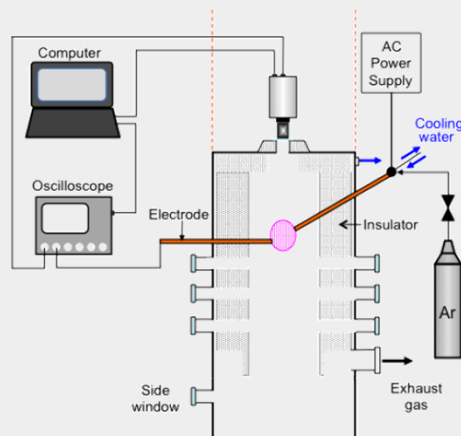 Computer
AC
Power
Supply
Cooling
water
Oscilloscope
Electrode
Insulator
Ar
Side
window
Exhaust
gas